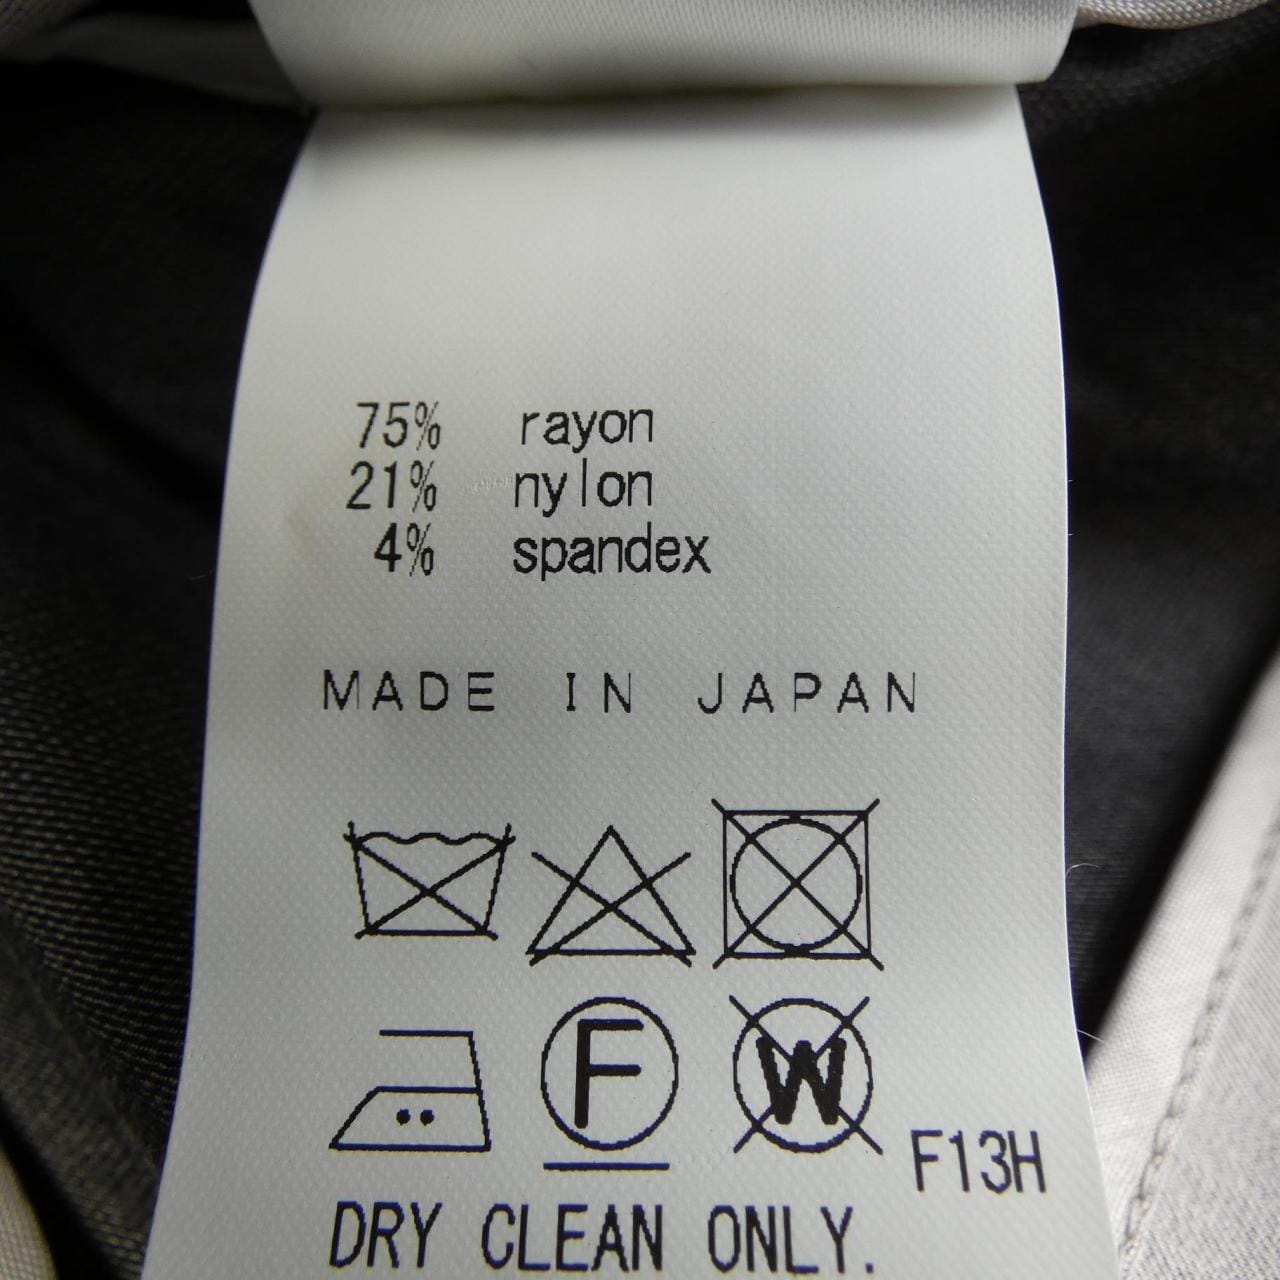 75% rayon
21% nylon
4% spandex
MADE IN JAPAN
F W F13H
DRY CLEAN ONLY.